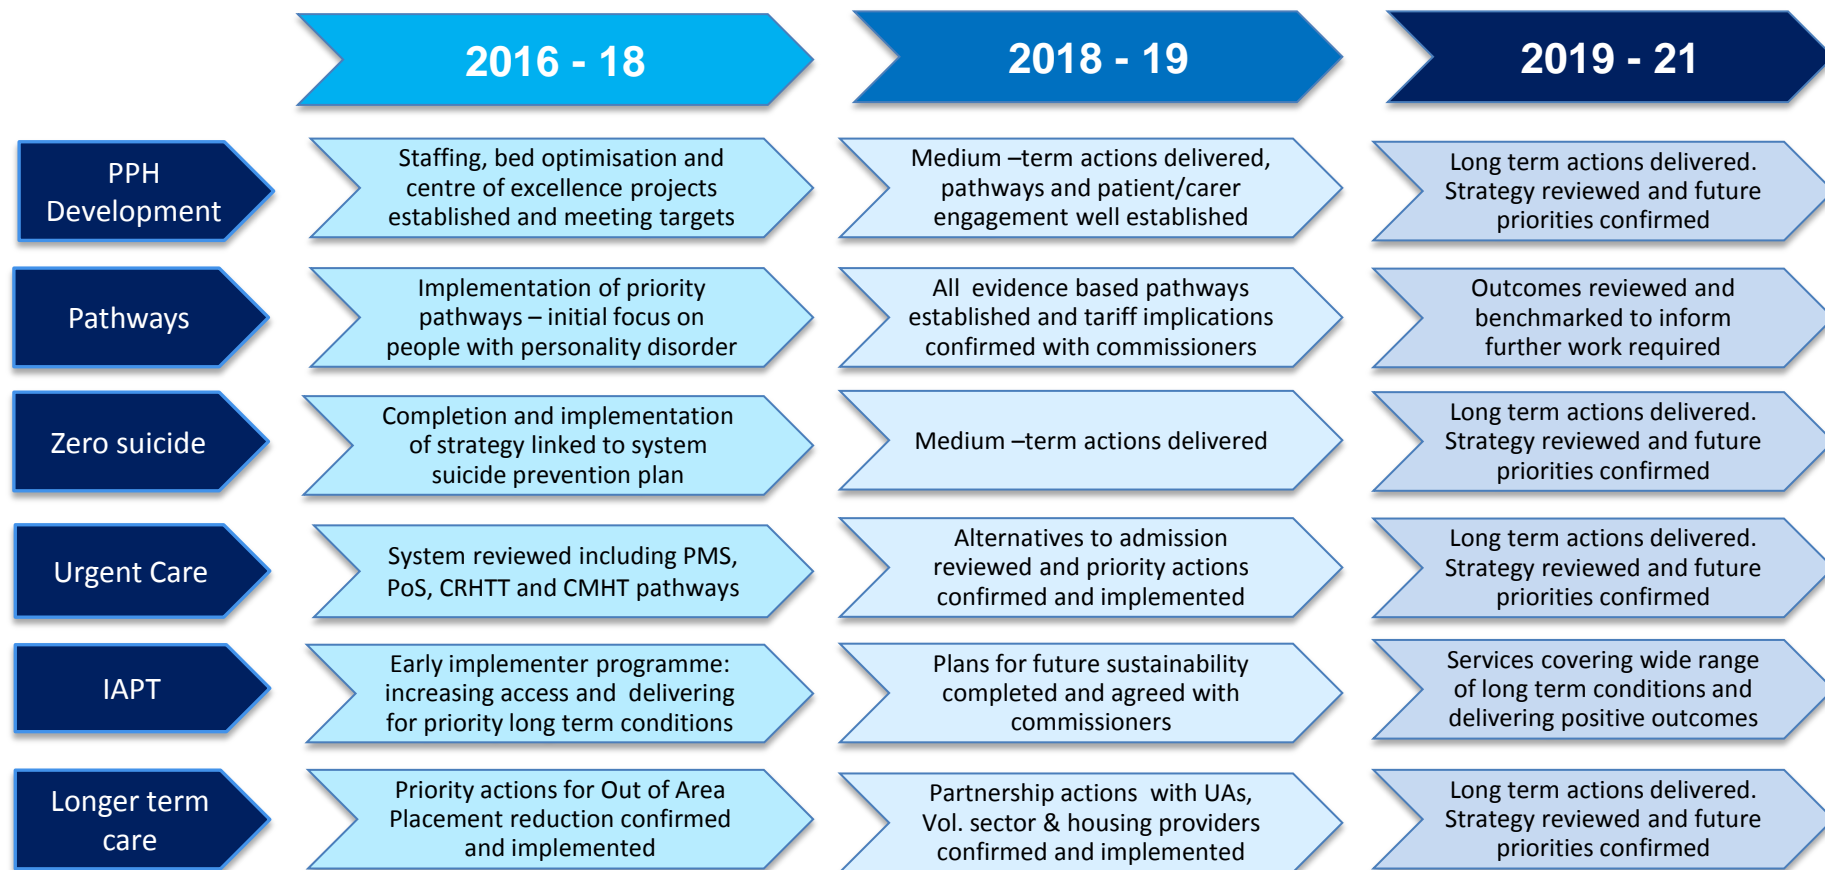 2016 - 18
2018 - 19
2019 - 21
PPH
Development
Staffing, bed optimisation and
centre of excellence projects
established and meeting targets
Medium –term actions delivered,
pathways and patient/carer
engagement well established
Long term actions delivered.
Strategy reviewed and future
priorities confirmed
Pathways
Implementation of priority
pathways – initial focus on
people with personality disorder
All evidence based pathways
established and tariff implications
confirmed with commissioners
Outcomes reviewed and
benchmarked to inform
further work required
Zero suicide
Completion and implementation
of strategy linked to system
suicide prevention plan
Medium –term actions delivered
Long term actions delivered.
Strategy reviewed and future
priorities confirmed
Urgent Care
System reviewed including PMS,
PoS, CRHTT and CMHT pathways
Alternatives to admission
reviewed and priority actions
confirmed and implemented
Long term actions delivered.
Strategy reviewed and future
priorities confirmed
IAPT
Early implementer programme:
increasing access and delivering
for priority long term conditions
Plans for future sustainability
completed and agreed with
commissioners
Services covering wide range
of long term conditions and
delivering positive outcomes
Longer term
care
Priority actions for Out of Area
Placement reduction confirmed
and implemented
Partnership actions with UAs,
Vol. sector & housing providers
confirmed and implemented
Long term actions delivered.
Strategy reviewed and future
priorities confirmed